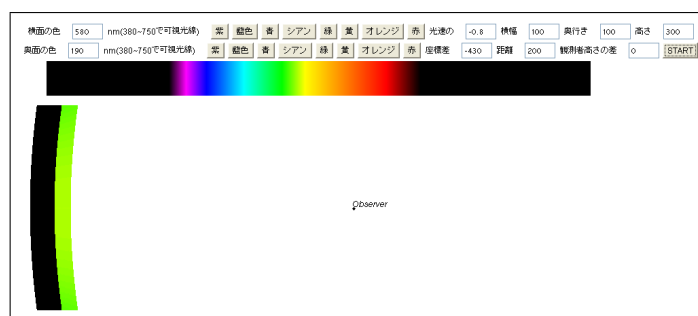 横面の色 580 nm(380~750で可視光線) 紫 藍色 青 シアン 緑 黄 オレンジ 赤 光速の -0.8 横幅 100 奥行き 100 高さ 300
奥面の色 190 nm(380~750で可視光線) 紫 藍色 青 シアン 緑 黄 オレンジ 赤 座標差 -430 距離 200 観測者高さの差 0 START
Observer